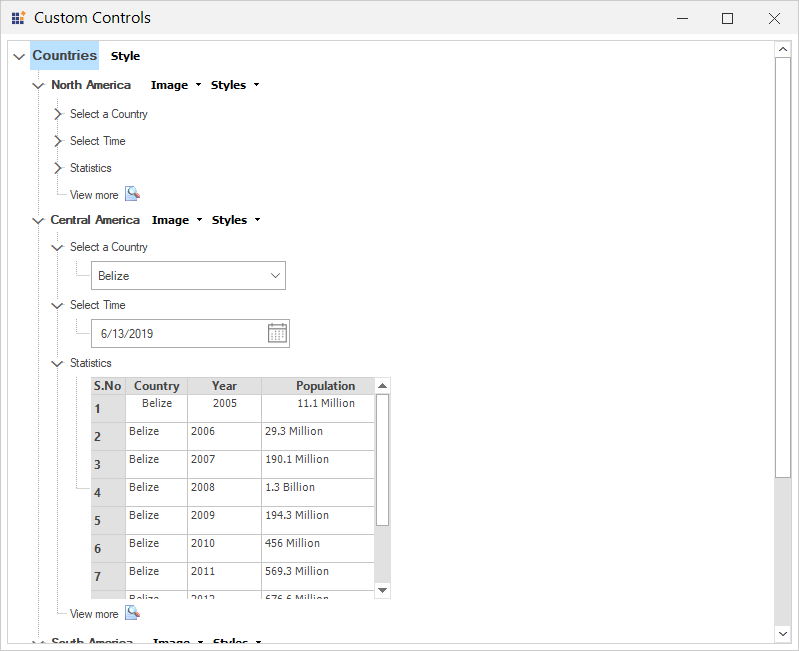 Custom Controls
Countries Style
North America Image Styles
Select a Country
Select Time
Statistics
View more
Central America Image Styles
Select a Country
Belize
Select Time
6/13/2019
Statistics
S.No Country Year Population
1 Belize 2005 11.1 Million
2 Belize 2006 29.3 Million
3 Belize 2007 190.1 Million
4 Belize 2008 1.3 Billion
5 Belize 2009 194.3 Million
6 Belize 2010 456 Million
7 Belize 2011 569.3 Million
Belize 2012 676.6 Million
View more
South America Image Styles